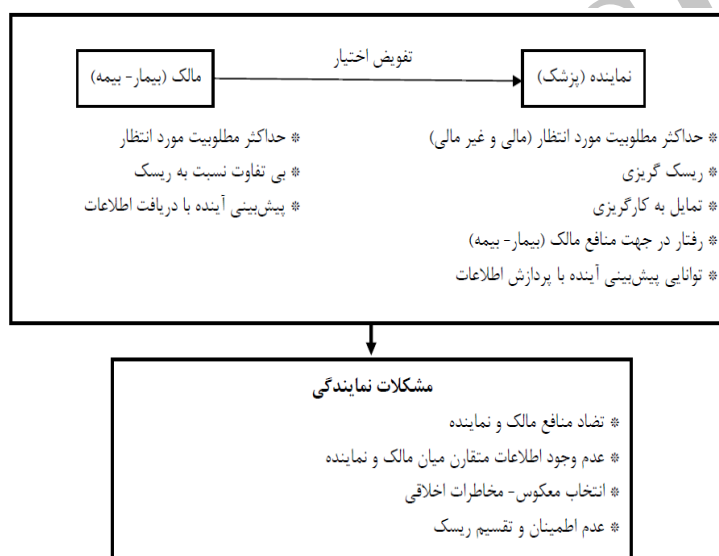 تفویض اختیار
نماینده (پزشک)
مالک (بیمار- بیمه)
* حداکثر مطلوبیت مورد انتظار (مالی و غیر مالی)
* ریسک گریزی
* تمایل به کارگریزی
* رفتار در جهت منافع مالک (بیمار- بیمه)
* توانایی پیش‌بینی آینده با پردازش اطلاعات
* حداکثر مطلوبیت مورد انتظار
* بی تفاوت نسبت به ریسک
* پیش‌بینی آینده با دریافت اطلاعات
مشکلات نمایندگی
* تضاد منافع مالک و نماینده
* عدم وجود اطلاعات متقارن میان مالک و نماینده
* انتخاب معکوس- مخاطرات اخلاقی
* عدم اطمینان و تقسیم ریسک